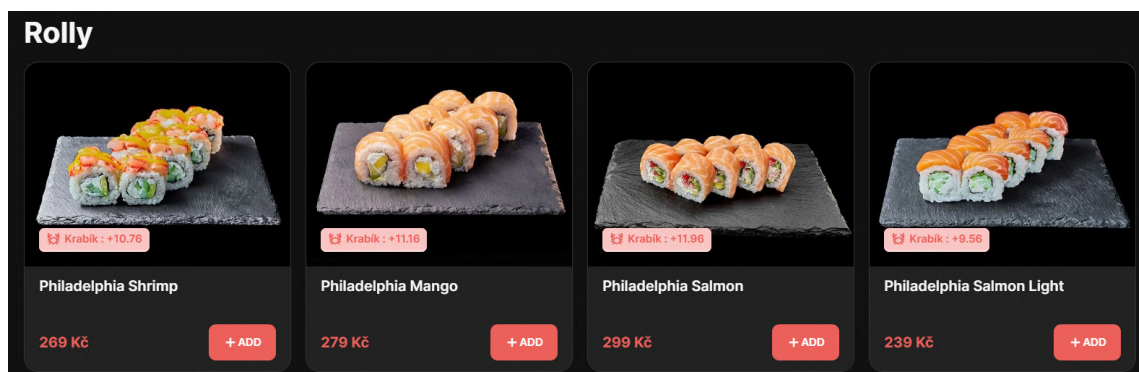 Rolly
Krabík : +10.76
Philadelphia Shrimp
269 Kč
+ ADD
Krabík : +11.16
Philadelphia Mango
279 Kč
+ ADD
Krabík : +11.96
Philadelphia Salmon
299 Kč
+ ADD
Krabík : +9.56
Philadelphia Salmon Light
239 Kč
+ ADD